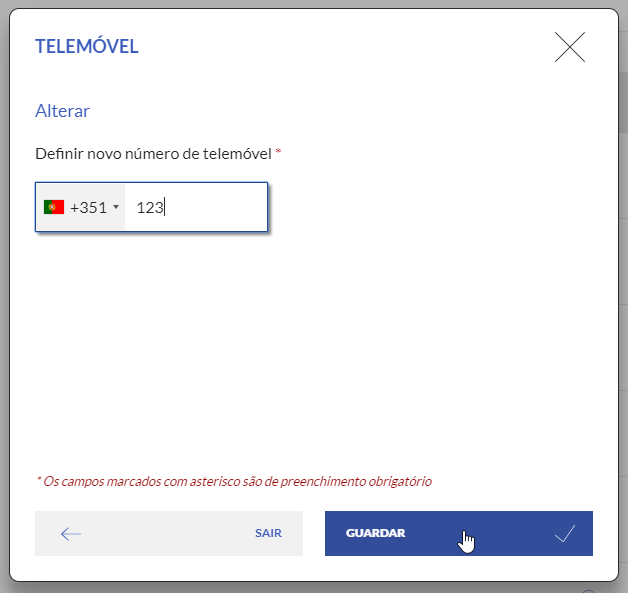 TELEMÓVEL
Alterar
Definir novo número de telemóvel *
+351 123
* Os campos marcados com asterisco são de preenchimento obrigatório
SAIR
GUARDAR